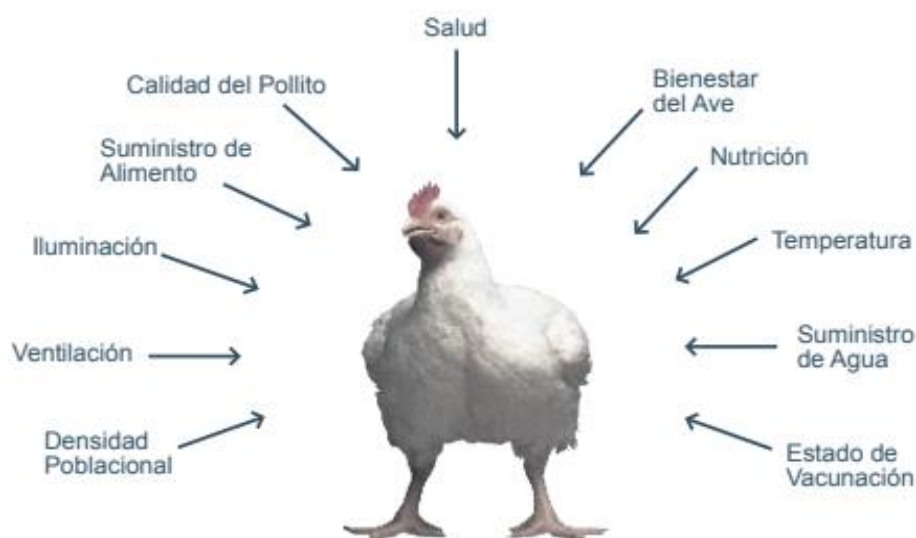 Salud
Calidad del Pollito
Bienestar
del Ave
Suministro de
Alimento
Nutrición
Iluminación
Temperatura
Ventilación
Suministro
de Agua
Densidad
Poblacional
Estado de
Vacunación